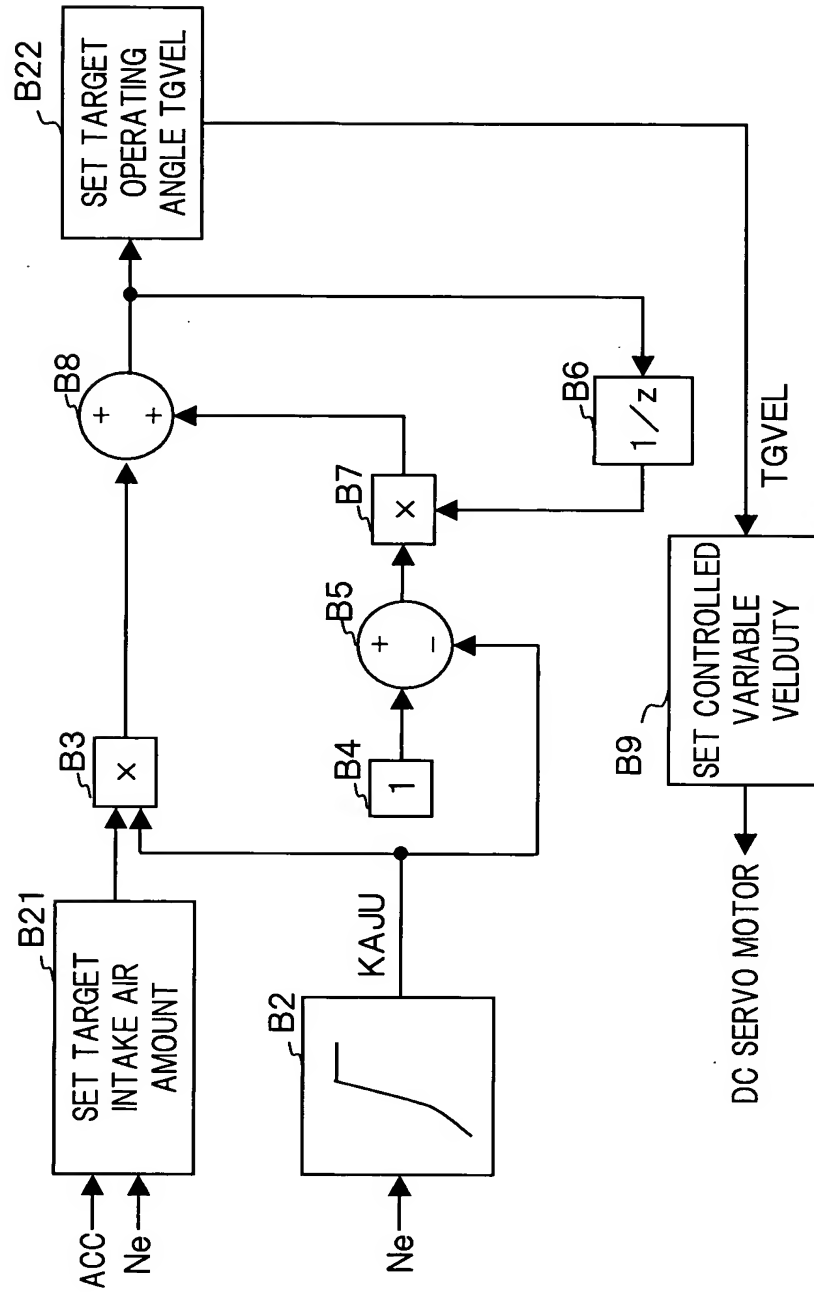 ACC
Ne
B21
SET TARGET
INTAKE AIR
AMOUNT
B3
×
B8
+
+
B22
SET TARGET
OPERATING
ANGLE TGVEL
Ne
B2
KAJU
B4
1
B5
+
−
B7
×
B6
1/z
TGVEL
B9
SET CONTROLLED
VARIABLE
VELDUTY
DC SERVO MOTOR